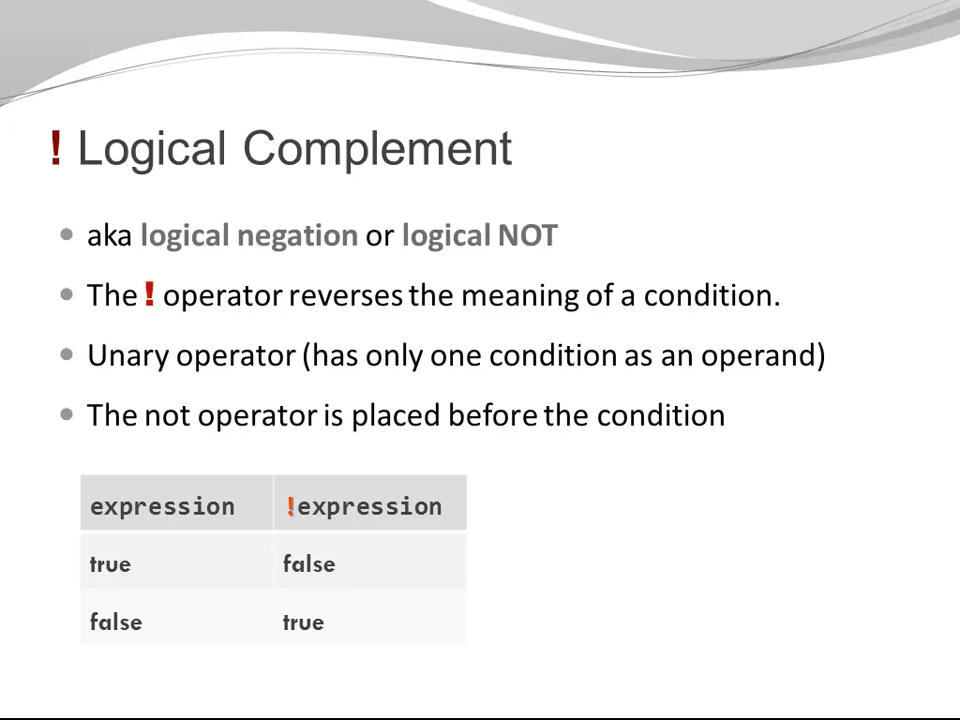 ! Logical Complement
aka logical negation or logical NOT
The ! operator reverses the meaning of a condition.
Unary operator (has only one condition as an operand)
The not operator is placed before the condition
expression !expression
true false
false true